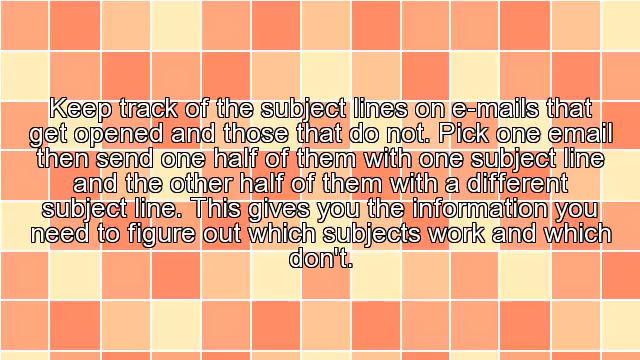 Keep track of the subject lines on e-mails that
get opened and those that do not. Pick one email
then send one half of them with one subject line
and the other half of them with a different
subject line. This gives you the information you
need to figure out which subjects work and which
don't.